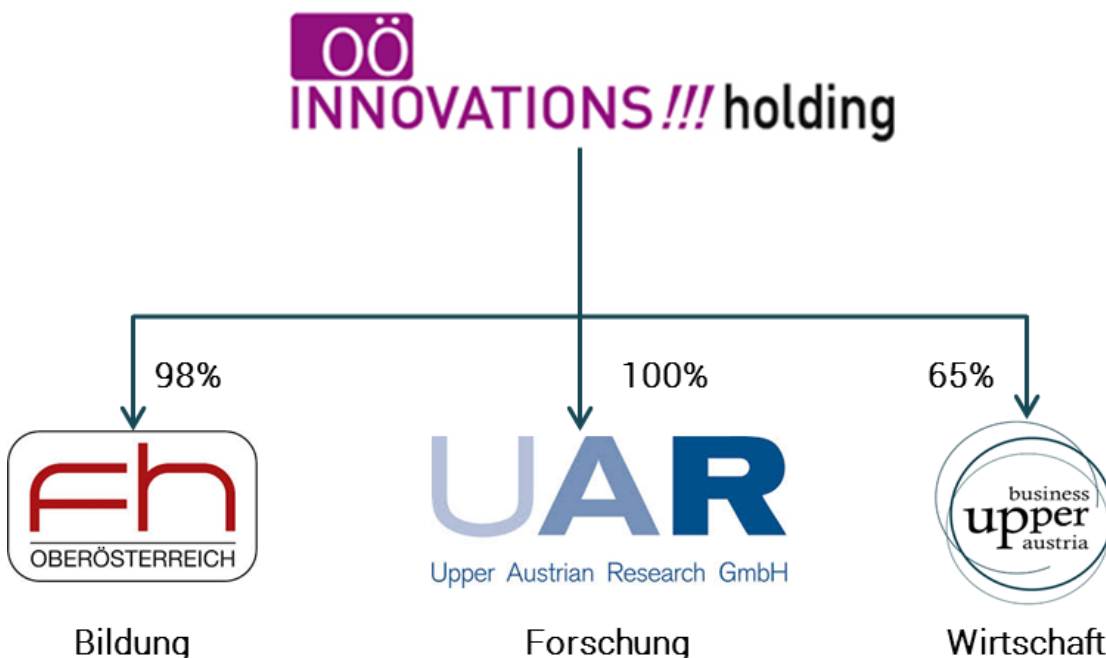 OÖ
INNOVATIONS!!! holding
98%
100%
65%
fh
OBERÖSTERREICH
UAR
Upper Austrian Research GmbH
business
upper
austria
Bildung
Forschung
Wirtschaft